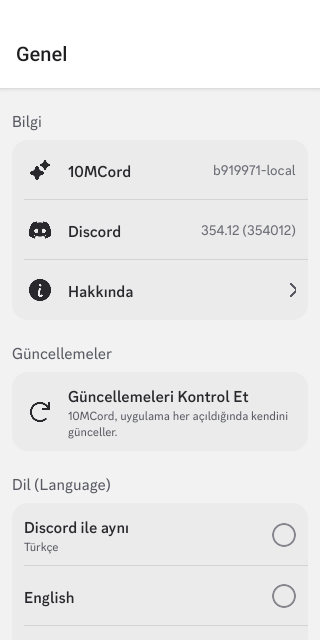 Genel
Bilgi
10MCord
b919971-local
Discord
354.12 (354012)
Hakkında
Güncellemeler
Güncellemeleri Kontrol Et
10MCord, uygulama her açıldığında kendini
günceller.
Dil (Language)
Discord ile aynı
Türkçe
English